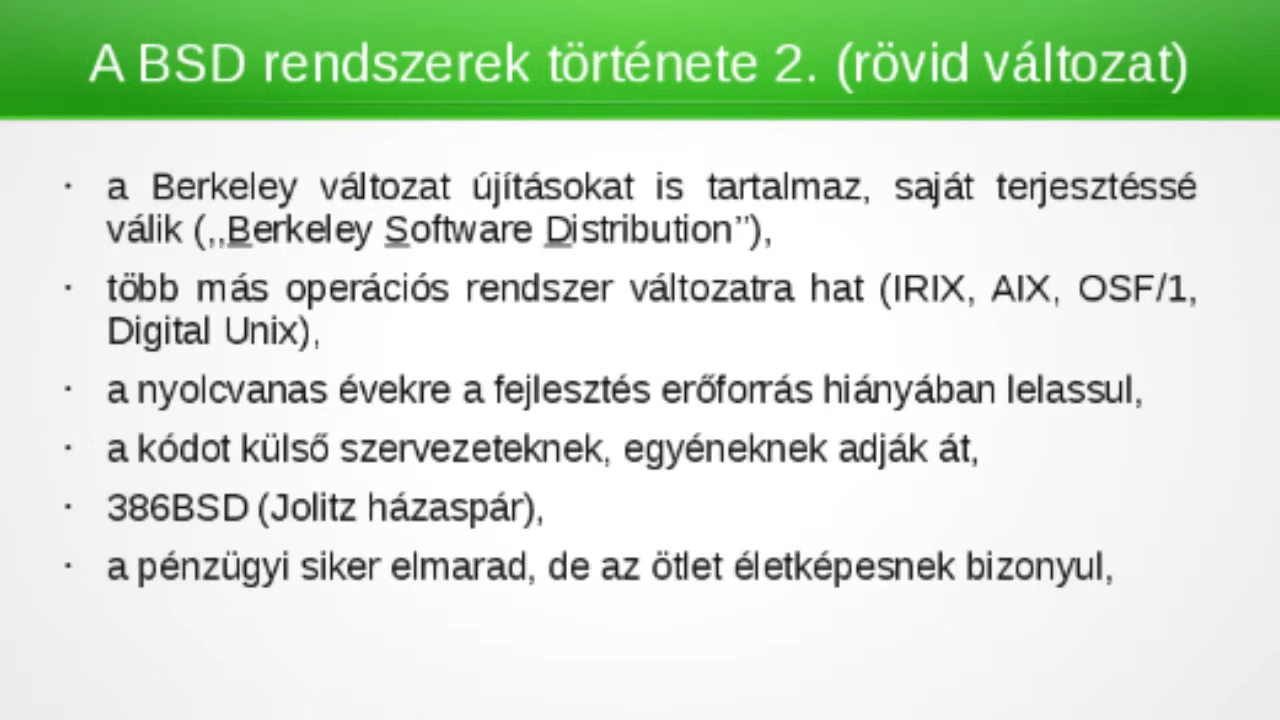 A BSD rendszerek története 2. (rövid változat)
· a Berkeley változat újításokat is tartalmaz, saját terjesztéssé
válik (,,Berkeley Software Distribution”),
· több más operációs rendszer változatra hat (IRIX, AIX, OSF/1,
Digital Unix),
· a nyolcvanas évekre a fejlesztés erőforrás hiányában lelassul,
· a kódot külső szervezeteknek, egyéneknek adják át,
· 386BSD (Jolitz házaspár),
· a pénzügyi siker elmarad, de az ötlet életképesnek bizonyul,